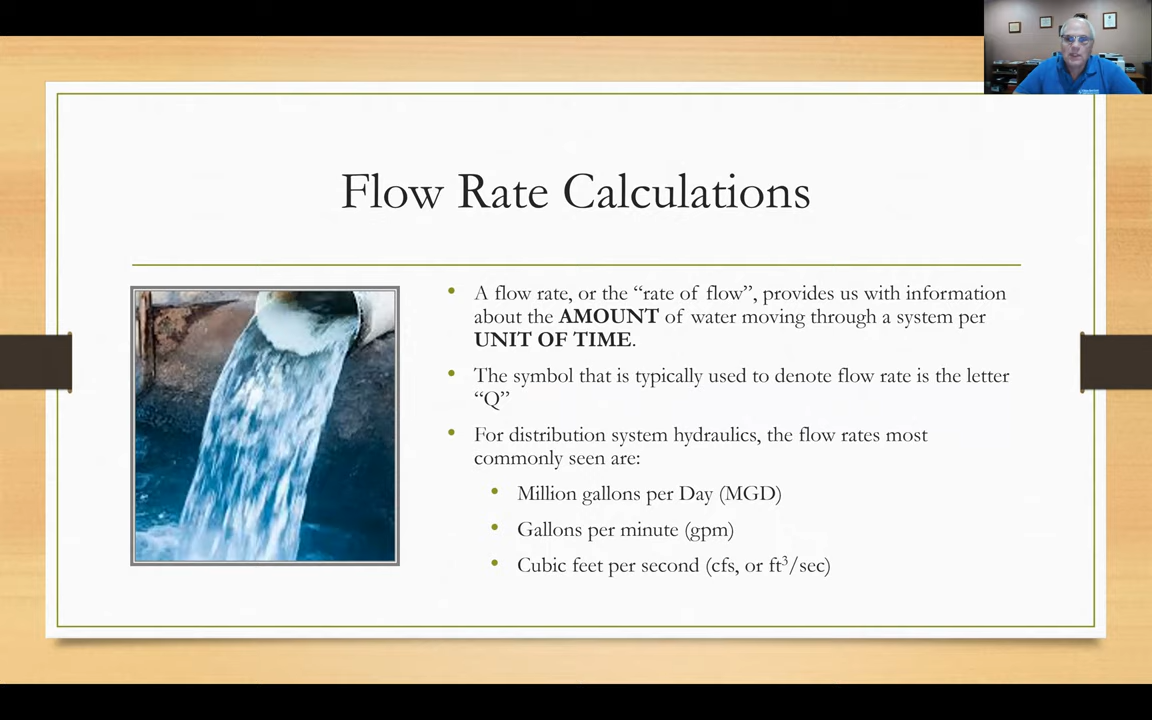 Flow Rate Calculations
• A flow rate, or the “rate of flow”, provides us with information
about the AMOUNT of water moving through a system per
UNIT OF TIME.
• The symbol that is typically used to denote flow rate is the letter
“Q”
• For distribution system hydraulics, the flow rates most
commonly seen are:
• Million gallons per Day (MGD)
• Gallons per minute (gpm)
• Cubic feet per second (cfs, or ft³/sec)